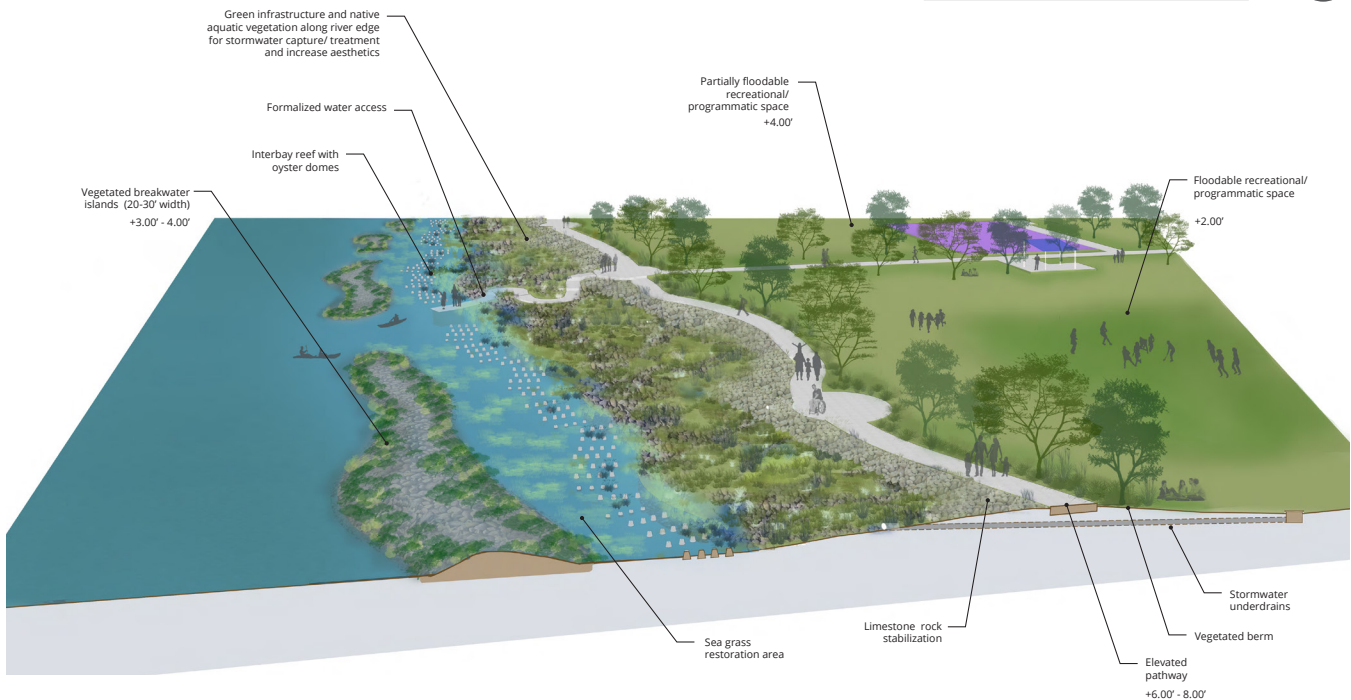 Green infrastructure and native
aquatic vegetation along river edge
for stormwater capture/ treatment
and increase aesthetics
Formalized water access
Interbay reef with
oyster domes
Vegetated breakwater
islands (20-30' width)
+3.00' - 4.00'
Partially floodable
recreational/
programmatic space
+4.00'
Floodable recreational/
programmatic space
+2.00'
Sea grass
restoration area
Limestone rock
stabilization
Stormwater
underdrains
Vegetated berm
Elevated
pathway
+6.00' - 8.00'